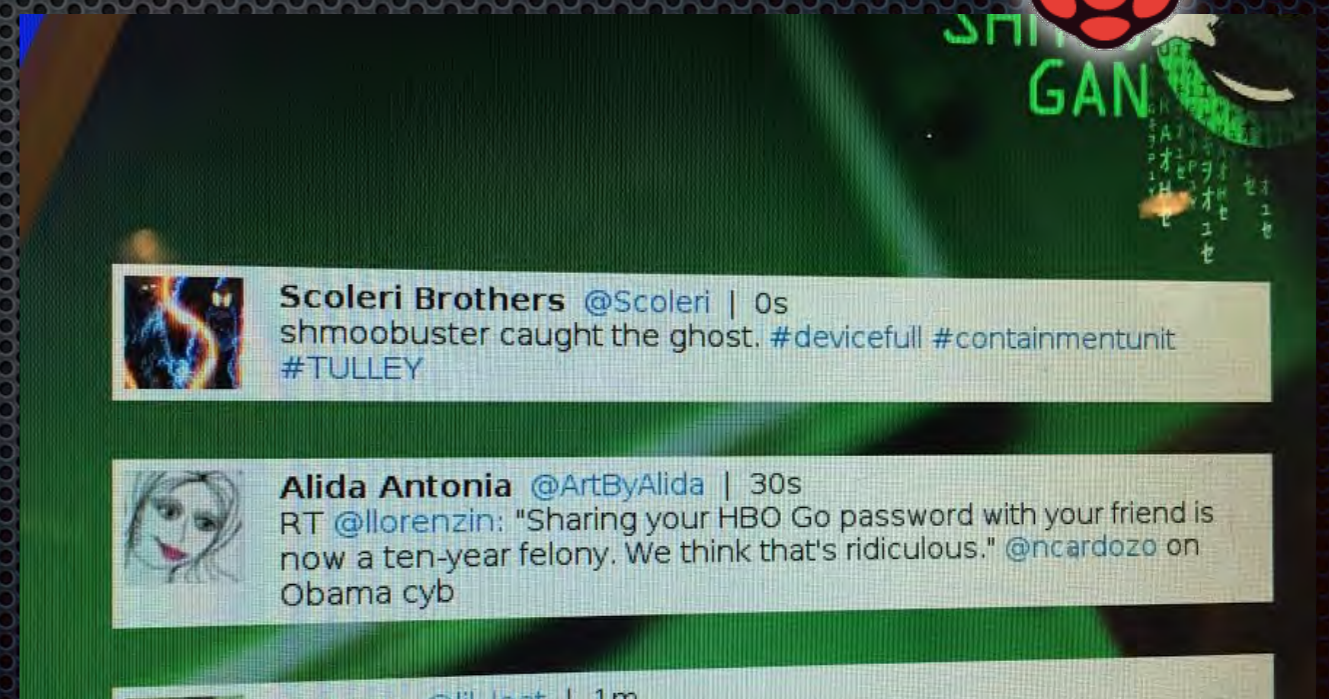 GAN
Scoleri Brothers @Scoleri | 0s
shmoobuster caught the ghost. #devicefull #containmentunit
#TULLEY
Alida Antonia @ArtByAlida | 30s
RT @llorenzin: "Sharing your HBO Go password with your friend is
now a ten-year felony. We think that's ridiculous." @ncardozo on
Obama cyb
| 1m